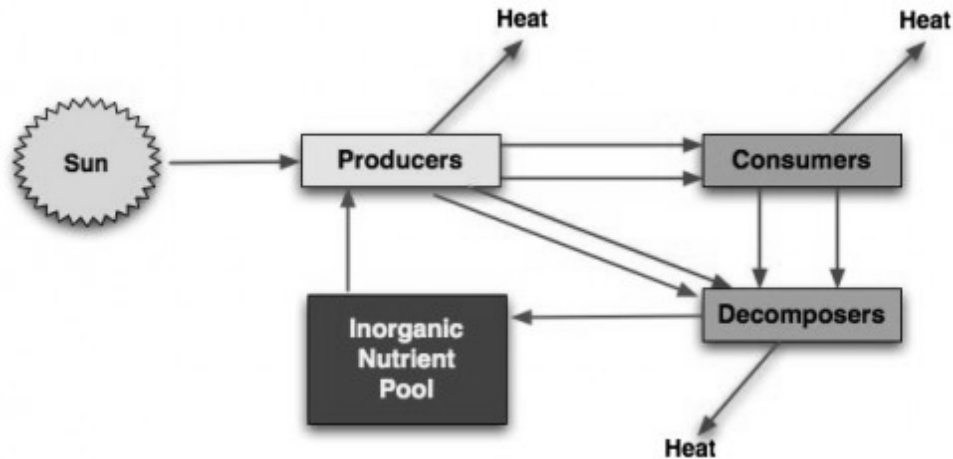 Heat
Heat
Sun
Producers
Consumers
Inorganic
Nutrient
Pool
Decomposers
Heat